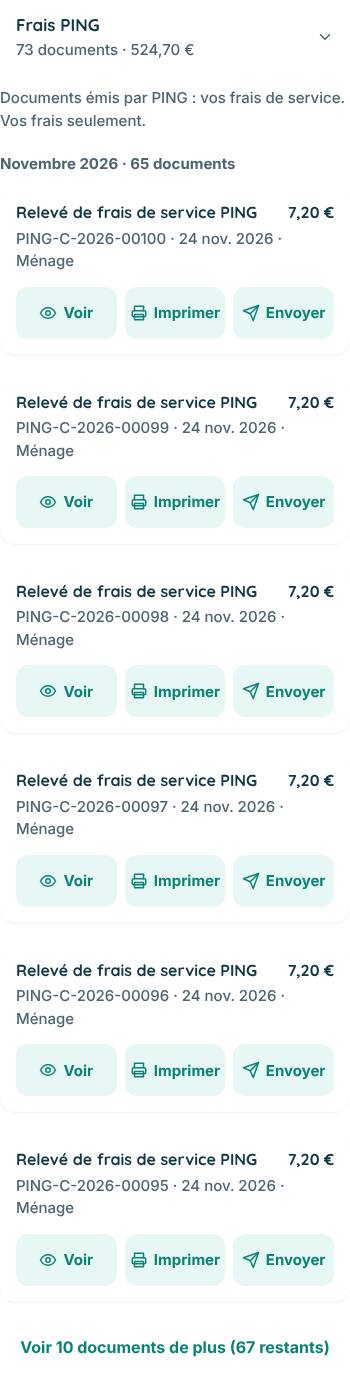 Frais PING
73 documents · 524,70 €
Documents émis par PING : vos frais de service.
Vos frais seulement.
Novembre 2026 · 65 documents
Relevé de frais de service PING 7,20 €
PING-C-2026-00100 · 24 nov. 2026 ·
Ménage
Voir Imprimer Envoyer
Relevé de frais de service PING 7,20 €
PING-C-2026-00099 · 24 nov. 2026 ·
Ménage
Voir Imprimer Envoyer
Relevé de frais de service PING 7,20 €
PING-C-2026-00098 · 24 nov. 2026 ·
Ménage
Voir Imprimer Envoyer
Relevé de frais de service PING 7,20 €
PING-C-2026-00097 · 24 nov. 2026 ·
Ménage
Voir Imprimer Envoyer
Relevé de frais de service PING 7,20 €
PING-C-2026-00096 · 24 nov. 2026 ·
Ménage
Voir Imprimer Envoyer
Relevé de frais de service PING 7,20 €
PING-C-2026-00095 · 24 nov. 2026 ·
Ménage
Voir Imprimer Envoyer
Voir 10 documents de plus (67 restants)